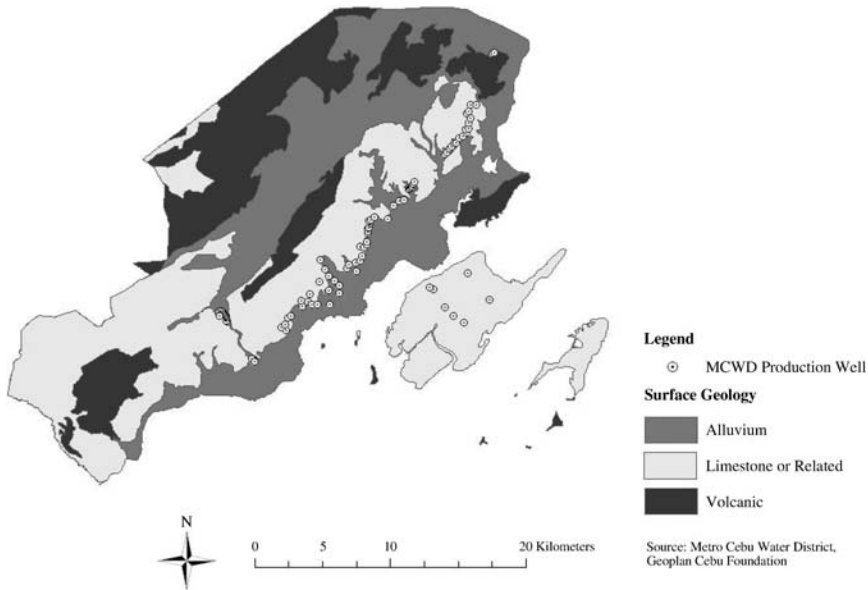 Legend
MCWD Production Well
Surface Geology
Alluvium
Limestone or Related
Volcanic
N
0 5 10 20 Kilometers
Source: Metro Cebu Water District,
Geoplan Cebu Foundation